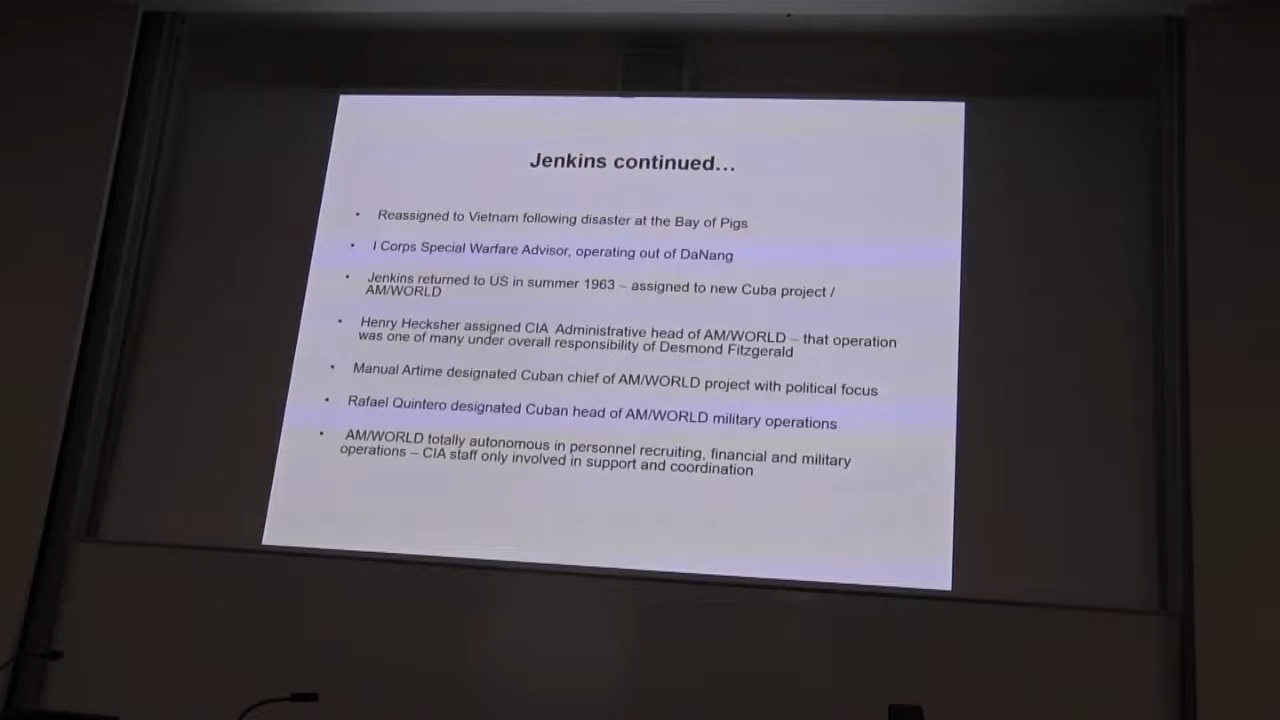 Jenkins continued…
• Reassigned to Vietnam following disaster at the Bay of Pigs
• I Corps Special Warfare Advisor, operating out of DaNang
• Jenkins returned to US in summer 1963 – assigned to new Cuba project /
AM/WORLD
• Henry Hecksher assigned CIA Administrative head of AM/WORLD – that operation
was one of many under overall responsibility of Desmond Fitzgerald
• Manual Artime designated Cuban chief of AM/WORLD project with political focus
• Rafael Quintero designated Cuban head of AM/WORLD military operations
• AM/WORLD totally autonomous in personnel recruiting, financial and military
operations – CIA staff only involved in support and coordination